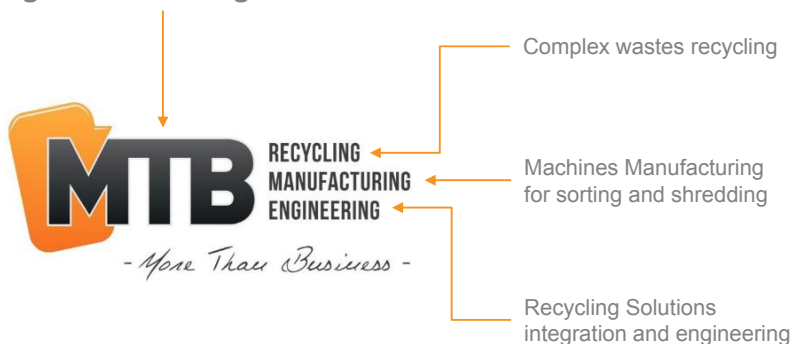 Complex wastes recycling
MTB
RECYCLING
MANUFACTURING
ENGINEERING
Machines Manufacturing
for sorting and shredding
- More Than Business -
Recycling Solutions
integration and engineering